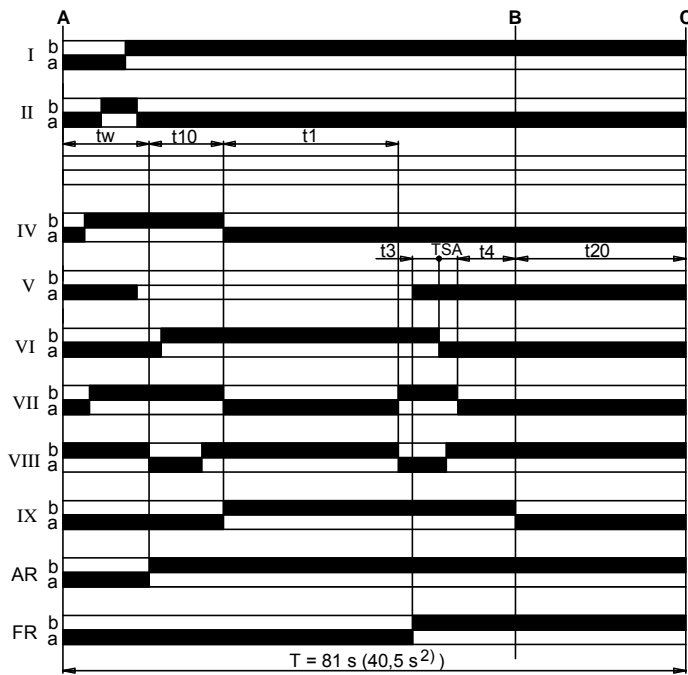 A B C
I b
a
II b
a
tw t10 t1
IV b
a
t3 TSA t4 t20
V b
a
VI b
a
VII b
a
VIII b
a
IX b
a
AR b
a
FR b
a
T = 81 s (40,5 s²⁾)